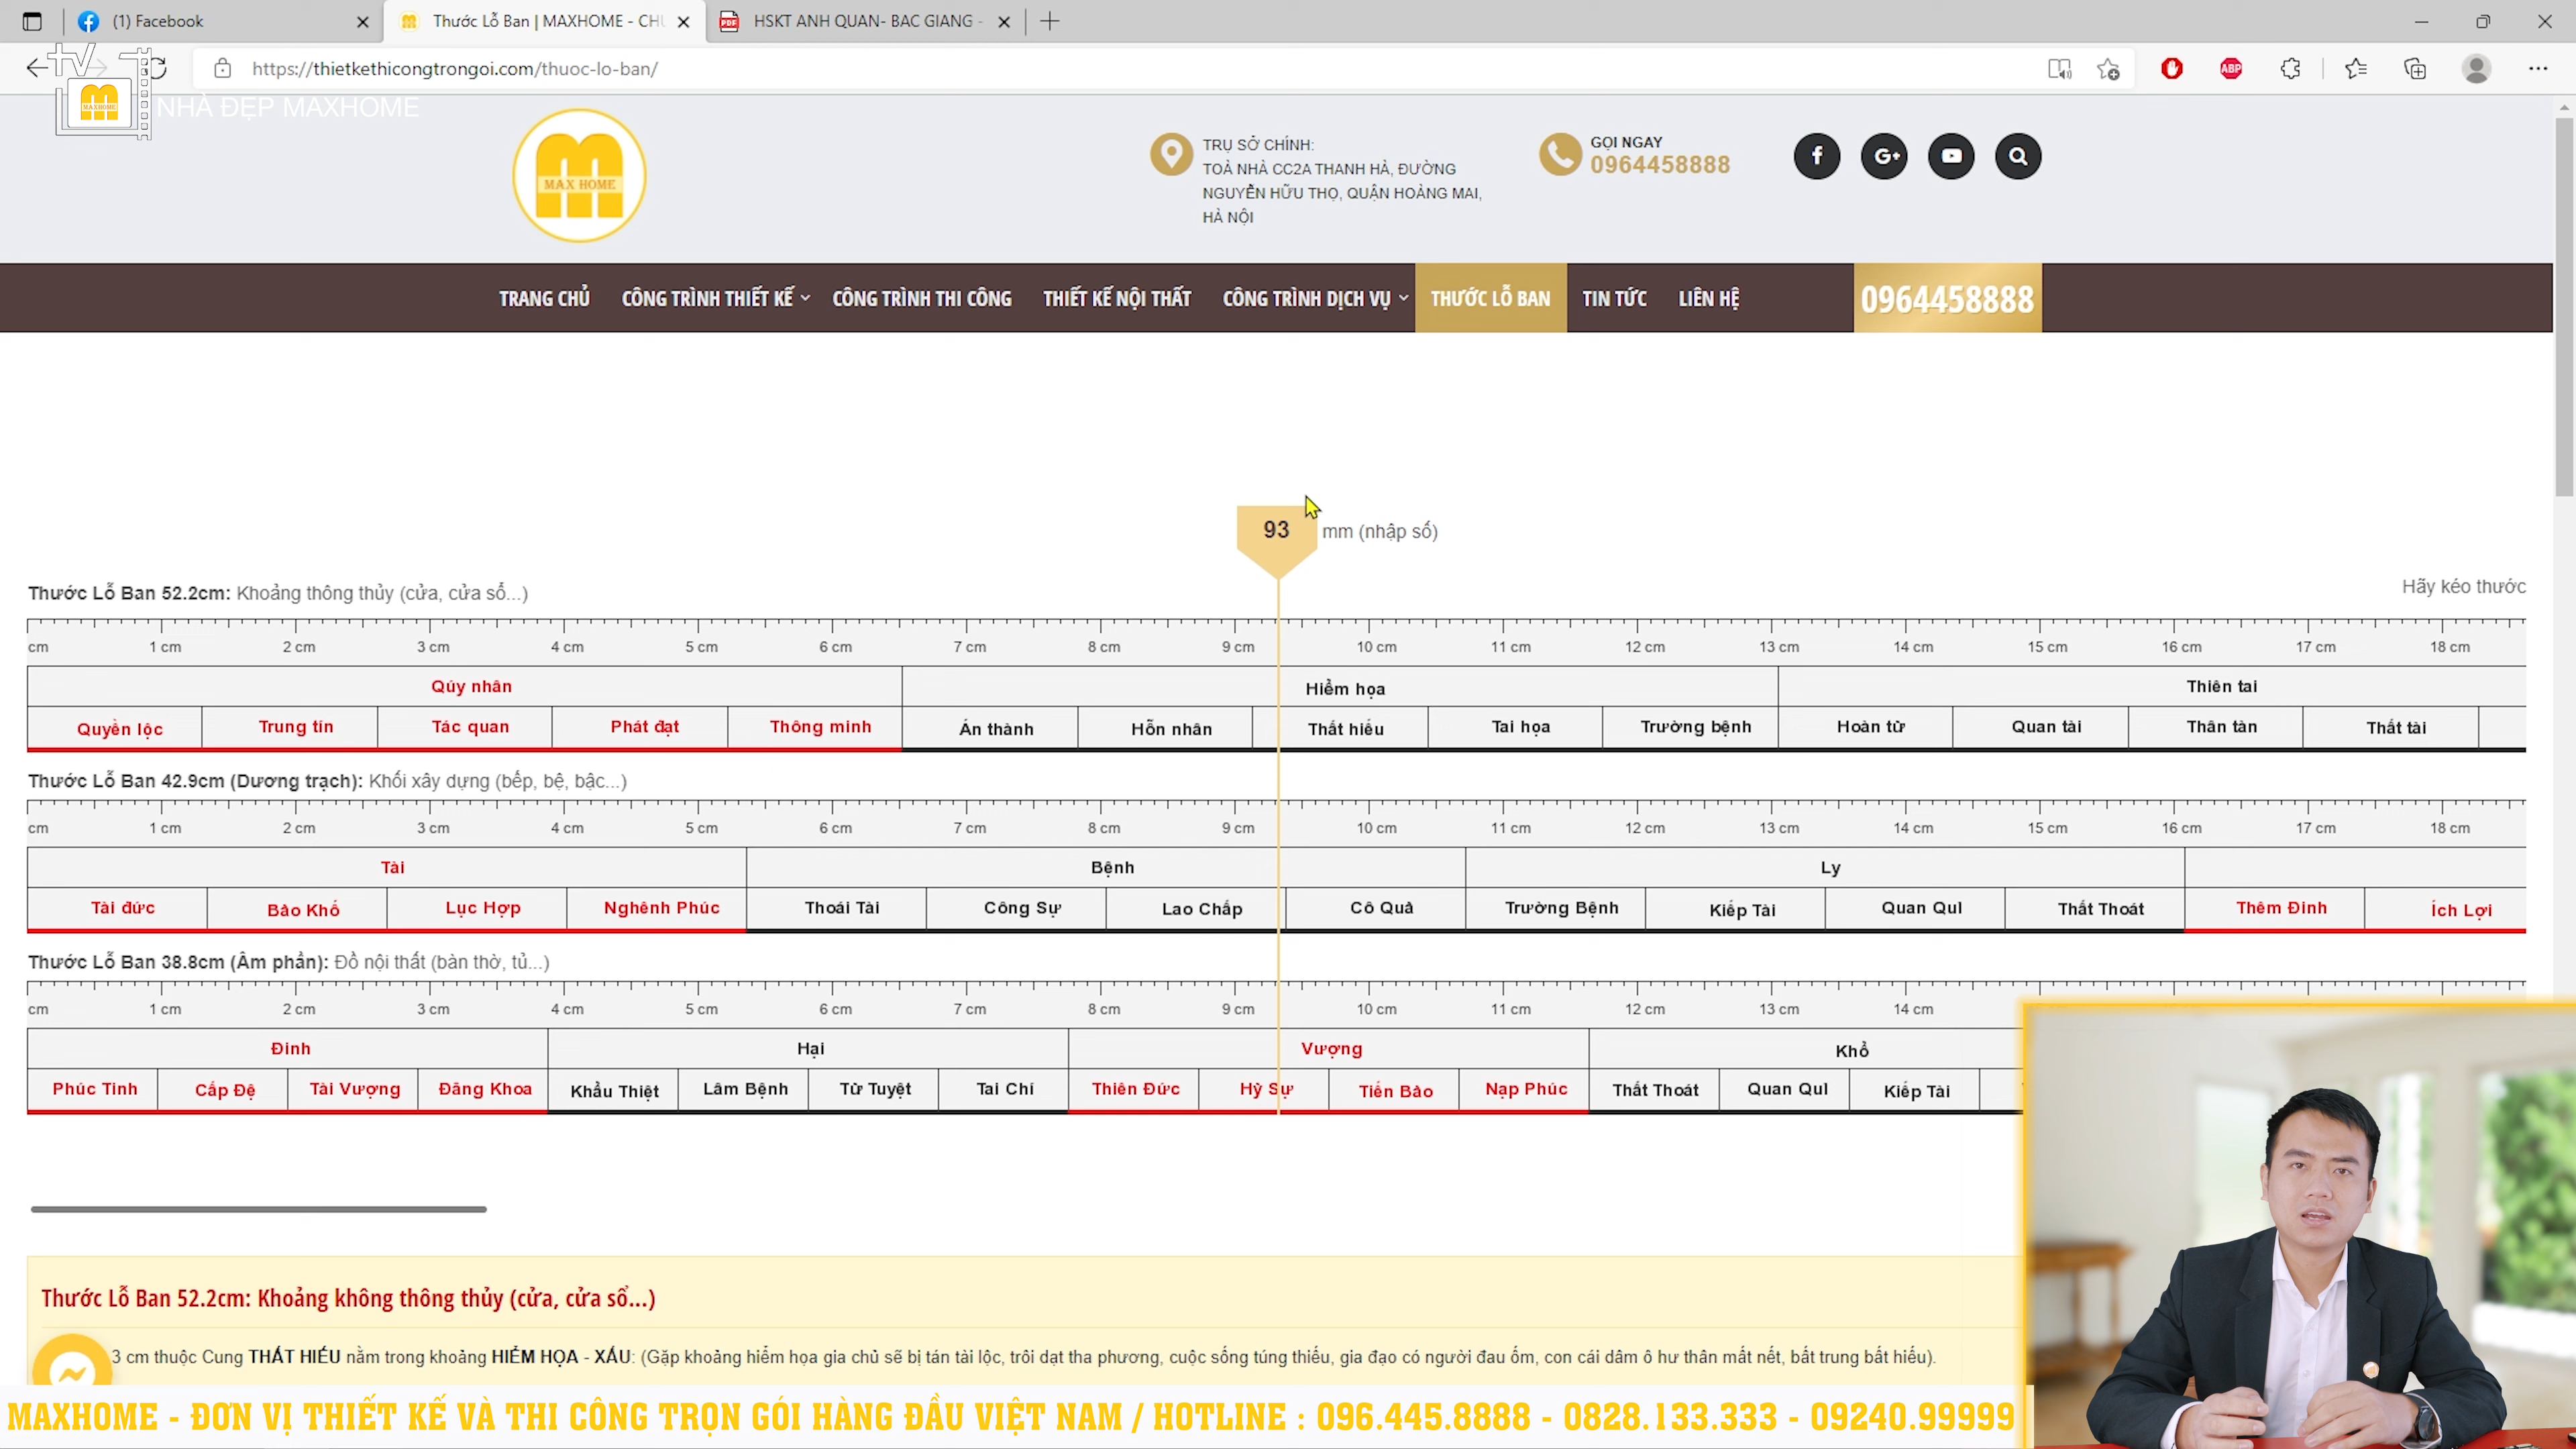 (1) Facebook
Thước Lỗ Ban | MAXHOME - CHU
HSKT ANH QUAN- BAC GIANG -
https://thietkethicongtrongoi.com/thuoc-lo-ban/
ABP
TV
MAXHOME
NHÀ ĐẸP MAXHOME
MAX HOME
TRỤ SỞ CHÍNH:
TOÀ NHÀ CC2A THANH HÀ, ĐƯỜNG
NGUYỄN HỮU THỌ, QUẬN HOÀNG MAI,
HÀ NỘI
GỌI NGAY
0964458888
TRANG CHỦ CÔNG TRÌNH THIẾT KẾ CÔNG TRÌNH THI CÔNG THIẾT KẾ NỘI THẤT CÔNG TRÌNH DỊCH VỤ THƯỚC LỖ BAN TIN TỨC LIÊN HỆ 0964458888
93 mm (nhập số)
Thước Lỗ Ban 52.2cm: Khoảng thông thủy (cửa, cửa sổ...)
Hãy kéo thước
cm 1 cm 2 cm 3 cm 4 cm 5 cm 6 cm 7 cm 8 cm 9 cm 10 cm 11 cm 12 cm 13 cm 14 cm 15 cm 16 cm 17 cm 18 cm
Qúy nhân Hiểm họa Thiên tai
Quyền lộc Trung tín Tác quan Phát đạt Thông minh Án thành Hỗn nhân Thất hiếu Tai họa Trường bệnh Hoàn tử Quan tài Thân tàn Thất tài
Thước Lỗ Ban 42.9cm (Dương trạch): Khối xây dựng (bếp, bệ, bậc...)
cm 1 cm 2 cm 3 cm 4 cm 5 cm 6 cm 7 cm 8 cm 9 cm 10 cm 11 cm 12 cm 13 cm 14 cm 15 cm 16 cm 17 cm 18 cm
Tài Bệnh Ly
Tài đức Bảo Khố Lục Hợp Nghênh Phúc Thoái Tài Công Sự Lao Chấp Cô Quả Trường Bệnh Kiếp Tài Quan Quỉ Thất Thoát Thêm Đinh Ích Lợi
Thước Lỗ Ban 38.8cm (Âm phần): Đồ nội thất (bàn thờ, tủ...)
cm 1 cm 2 cm 3 cm 4 cm 5 cm 6 cm 7 cm 8 cm 9 cm 10 cm 11 cm 12 cm 13 cm 14 cm
Đinh Hại Vượng Khổ
Phúc Tinh Cấp Đệ Tài Vượng Đăng Khoa Khẩu Thiệt Lâm Bệnh Tử Tuyệt Tai Chí Thiên Đức Hỷ Sự Tiến Bảo Nạp Phúc Thất Thoát Quan Quỉ Kiếp Tài
Thước Lỗ Ban 52.2cm: Khoảng không thông thủy (cửa, cửa sổ...)
3 cm thuộc Cung THẤT HIẾU nằm trong khoảng HIỂM HỌA - XẤU: (Gặp khoảng hiểm họa gia chủ sẽ bị tán tài lộc, trôi dạt tha phương, cuộc sống túng thiếu, gia đạo có người đau ốm, con cái dâm ô hư thân mất nết, bất trung bất hiếu).
MAXHOME - ĐƠN VỊ THIẾT KẾ VÀ THI CÔNG TRỌN GÓI HÀNG ĐẦU VIỆT NAM / HOTLINE : 096.445.8888 - 0828.133.333 - 09240.99999